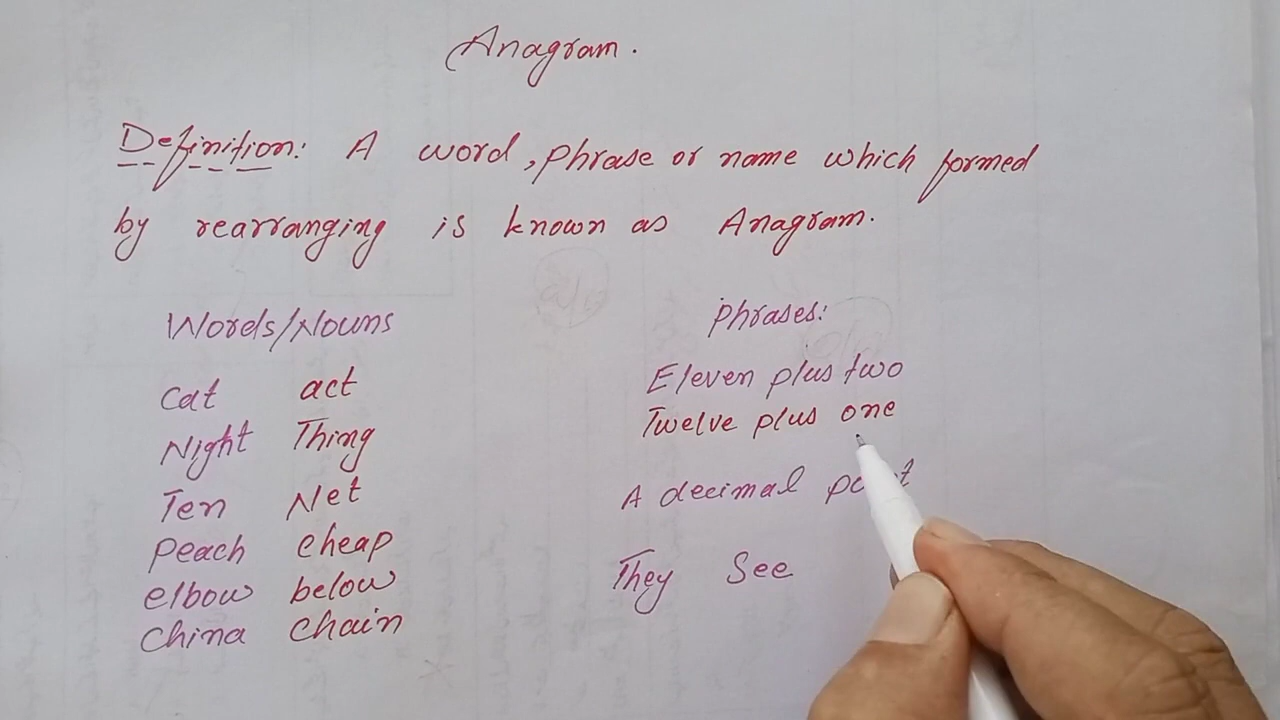 Anagram.
Definition: A word, phrase or name which formed
by rearranging is known as Anagram.
Words/Nouns
Cat act
Night Thing
Ten Net
Peach cheap
elbow below
China Chain
Phrases:
Eleven plus two
Twelve plus one
A decimal
They See